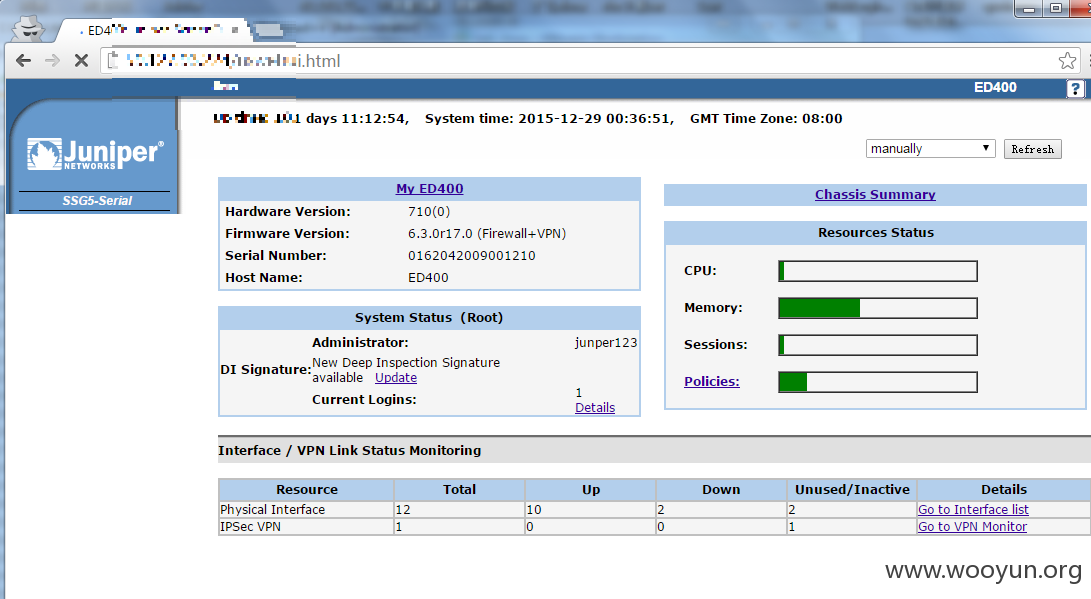 ED4
i.html
ED400
?
days 11:12:54, System time: 2015-12-29 00:36:51, GMT Time Zone: 08:00
Juniper®
NETWORKS
SSG5-Serial
manually Refresh
My ED400
Hardware Version: 710(0)
Firmware Version: 6.3.0r17.0 (Firewall+VPN)
Serial Number: 0162042009001210
Host Name: ED400
Chassis Summary
Resources Status
CPU:
Memory:
Sessions:
Policies:
System Status (Root)
Administrator: junper123
DI Signature: New Deep Inspection Signature
available Update
Current Logins: 1
Details
Interface / VPN Link Status Monitoring
Resource Total Up Down Unused/Inactive Details
Physical Interface 12 10 2 2 Go to Interface list
IPSec VPN 1 0 0 1 Go to VPN Monitor
www.wooyun.org